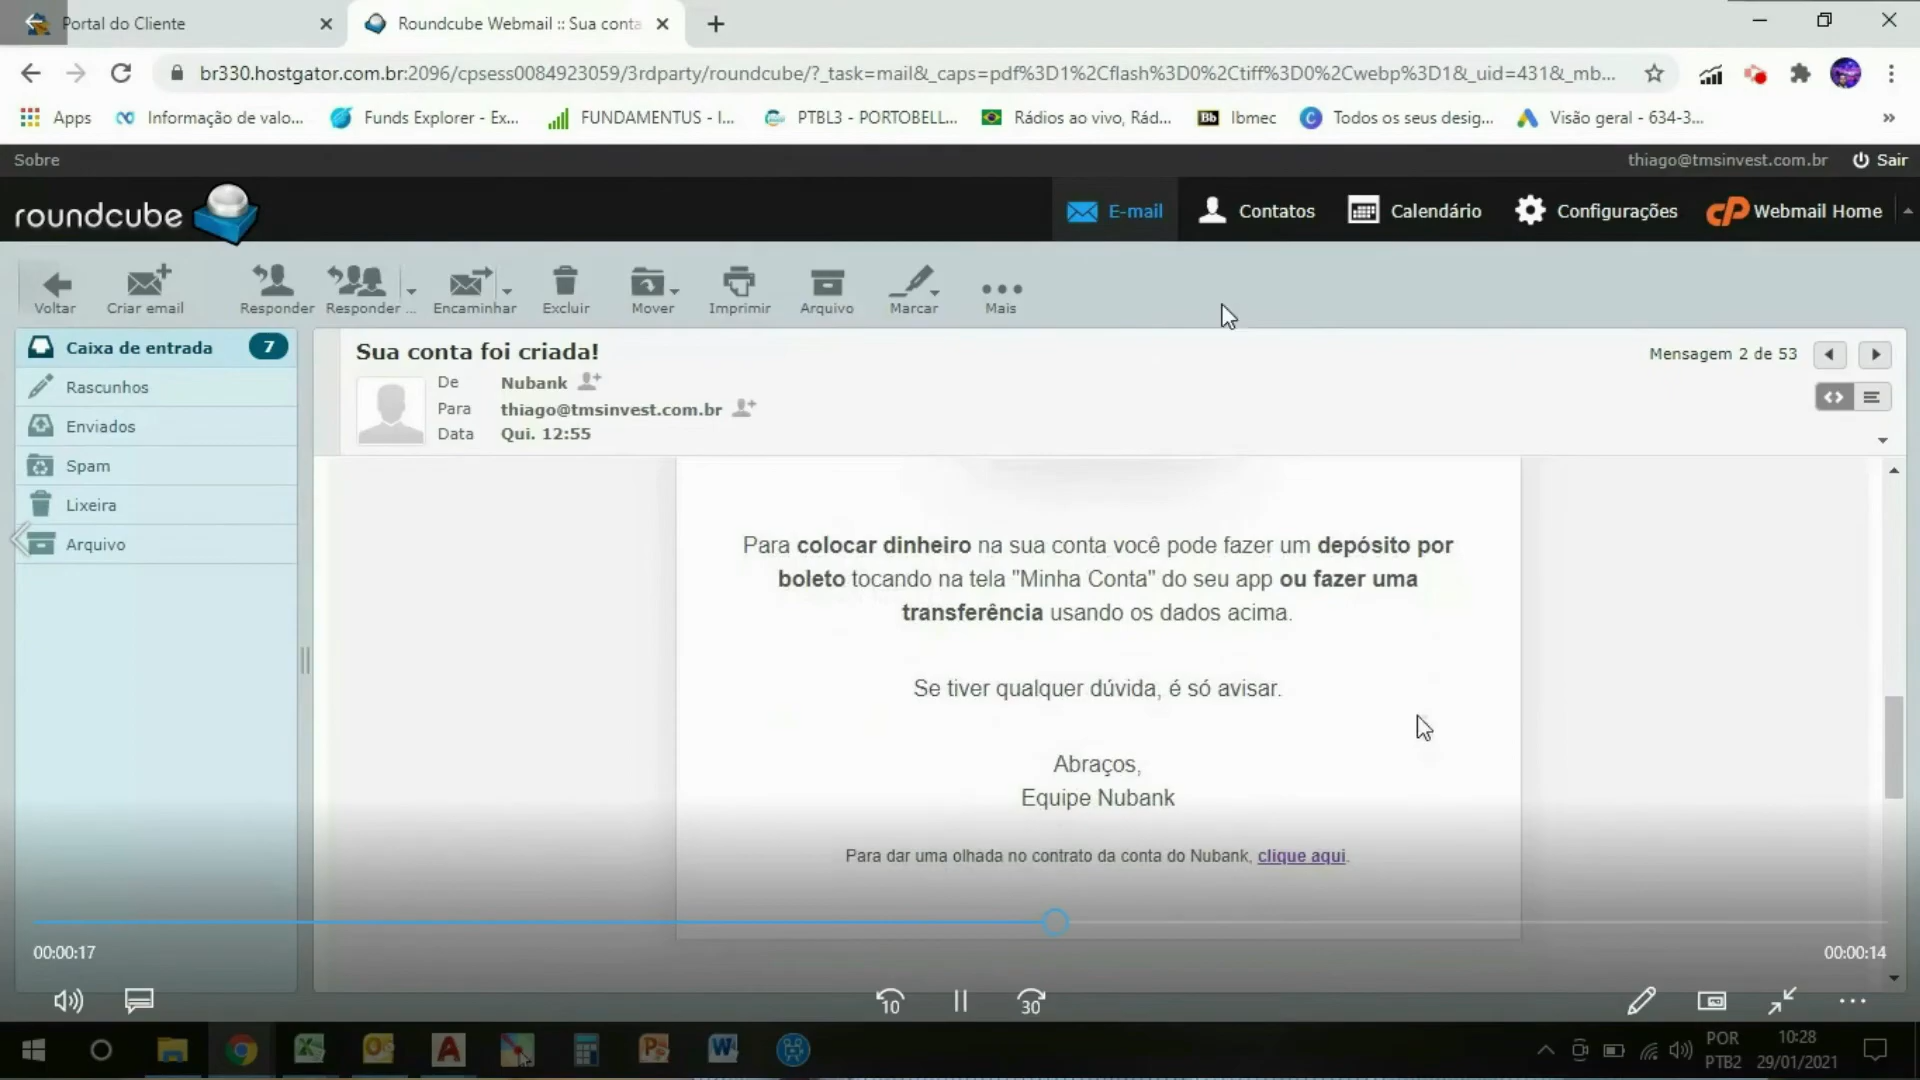 Portal do Cliente
Roundcube Webmail :: Sua conta
br330.hostgator.com.br:2096/cpsess0084923059/3rdparty/roundcube/?_task=mail&_caps=pdf%3D1%2Cflash%3D0%2Ctiff%3D0%2Cwebp%3D1&_uid=431&_mb...
Apps
Informação de valo...
Funds Explorer - Ex...
FUNDAMENTUS - I...
PTBL3 - PORTOBELL...
Rádios ao vivo, Rád...
Bb Ibmec
C Todos os seus desig...
Visão geral - 634-3...
»
Sobre
thiago@tmsinvest.com.br
Sair
roundcube
E-mail
Contatos
Calendário
Configurações
cP Webmail Home
Voltar
Criar email
Responder
Responder ...
Encaminhar
Excluir
Mover
Imprimir
Arquivo
Marcar
Mais
Caixa de entrada 7
Rascunhos
Enviados
Spam
Lixeira
Arquivo
Sua conta foi criada!
Mensagem 2 de 53
De Nubank
Para thiago@tmsinvest.com.br
Data Qui. 12:55
Para colocar dinheiro na sua conta você pode fazer um depósito por
boleto tocando na tela "Minha Conta" do seu app ou fazer uma
transferência usando os dados acima.
Se tiver qualquer dúvida, é só avisar.
Abraços,
Equipe Nubank
Para dar uma olhada no contrato da conta do Nubank, clique aqui.
00:00:17
00:00:14
10
30
POR
PTB2
10:28
29/01/2021